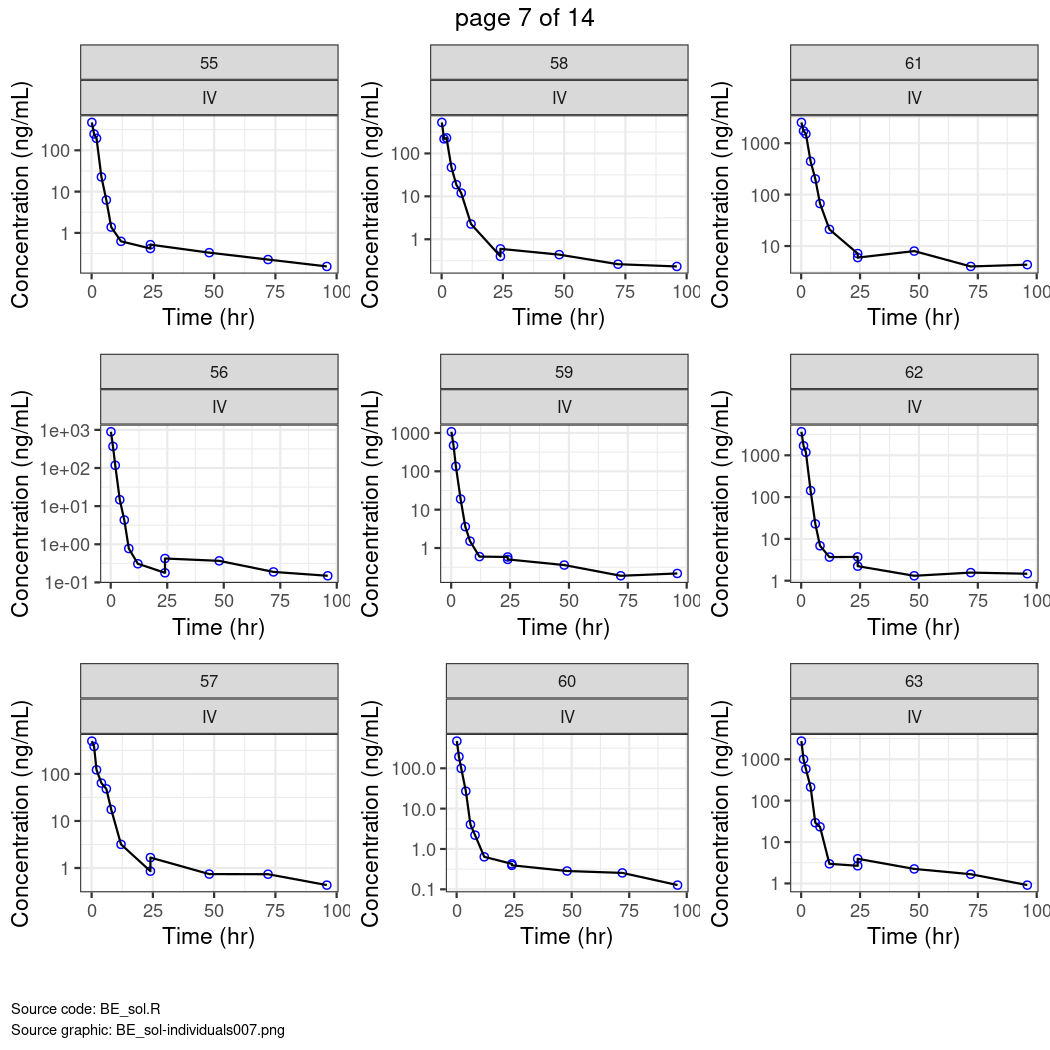 page 7 of 14
55
IV
Concentration (ng/mL)
100
10
1
0 25 50 75 100
Time (hr)
58
IV
Concentration (ng/mL)
100
1
0 25 50 75 100
Time (hr)
61
IV
Concentration (ng/mL)
1000
100
10
0 25 50 75 100
Time (hr)
56
IV
Concentration (ng/mL)
1e+03
1e+02
1e+01
1e+00
1e-01
0 25 50 75 100
Time (hr)
59
IV
Concentration (ng/mL)
1000
100
10
1
0 25 50 75 100
Time (hr)
62
IV
Concentration (ng/mL)
1000
100
10
1
0 25 50 75 100
Time (hr)
57
IV
Concentration (ng/mL)
100
10
1
0 25 50 75 100
Time (hr)
60
IV
Concentration (ng/mL)
100.0
10.0
1.0
0.1
0 25 50 75 100
Time (hr)
63
IV
Concentration (ng/mL)
1000
100
10
1
0 25 50 75 100
Time (hr)
Source code: BE_sol.R
Source graphic: BE_sol-individuals007.png